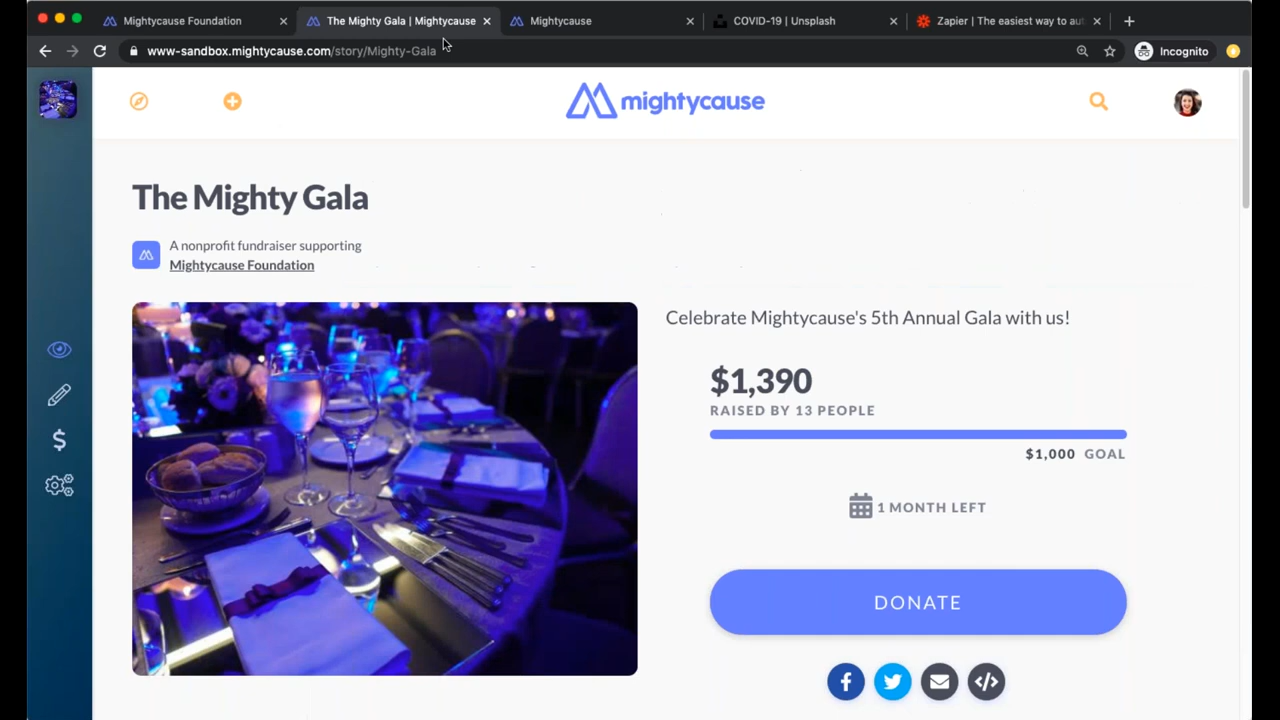 Mightycause Foundation
The Mighty Gala | Mightycause
Mightycause
COVID-19 | Unsplash
Zapier | The easiest way to aut
www-sandbox.mightycause.com/story/Mighty-Gala
Incognito
mightycause
The Mighty Gala
A nonprofit fundraiser supporting
Mightycause Foundation
Celebrate Mightycause's 5th Annual Gala with us!
$1,390
RAISED BY 13 PEOPLE
$1,000 GOAL
1 MONTH LEFT
DONATE